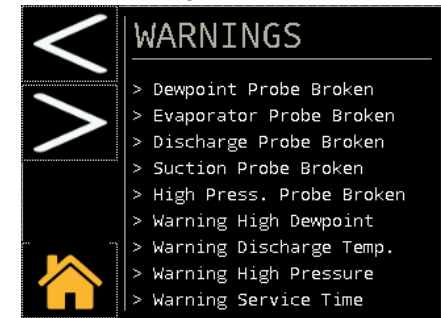 WARNINGS
> Dewpoint Probe Broken
> Evaporator Probe Broken
> Discharge Probe Broken
> Suction Probe Broken
> High Press. Probe Broken
> Warning High Dewpoint
> Warning Discharge Temp.
> Warning High Pressure
> Warning Service Time